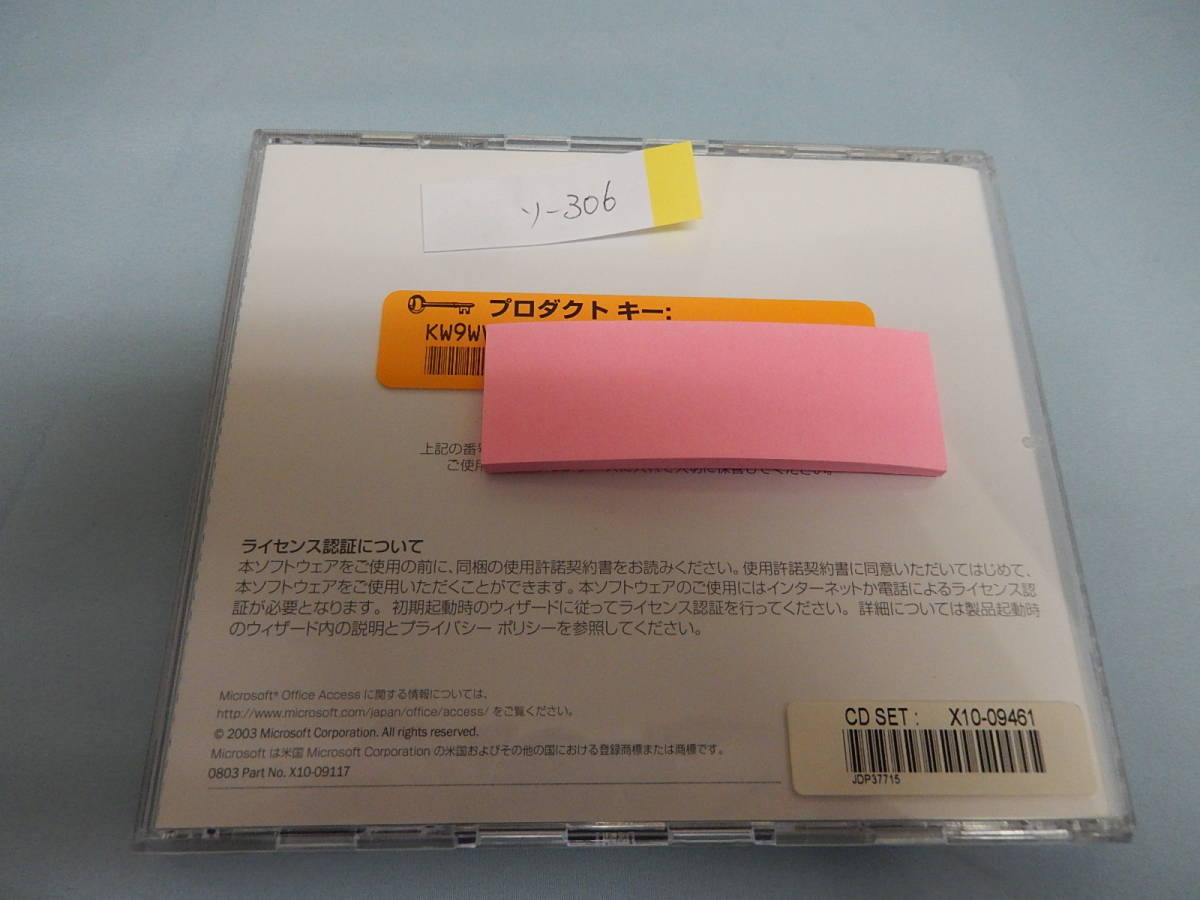 ソ-306
プロダクト キー:
KW9W
上記の番号
ご使用
ライセンス認証について
本ソフトウェアをご使用の前に、同梱の使用許諾契約書をお読みください。使用許諾契約書に同意いただいてはじめて、
本ソフトウェアをご使用いただくことができます。本ソフトウェアのご使用にはインターネットか電話によるライセンス認
証が必要となります。 初期起動時のウィザードに従ってライセンス認証を行ってください。 詳細については製品起動時
のウィザード内の説明とプライバシー ポリシーを参照してください。
Microsoft® Office Access に関する情報については、
http://www.microsoft.com/japan/office/access/ をご覧ください。
© 2003 Microsoft Corporation. All rights reserved.
Microsoft は米国 Microsoft Corporation の米国およびその他の国における登録商標または商標です。
0803 Part No. X10-09117
CD SET : X10-09461
JDP37715